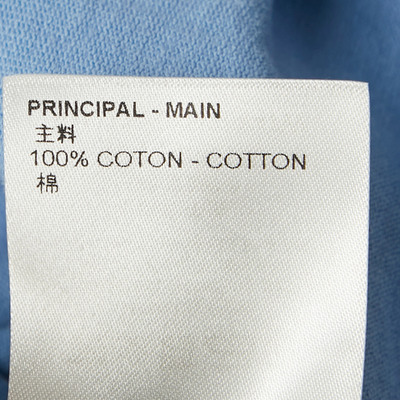 PRINCIPAL - MAIN
主料
100% COTON - COTTON
棉